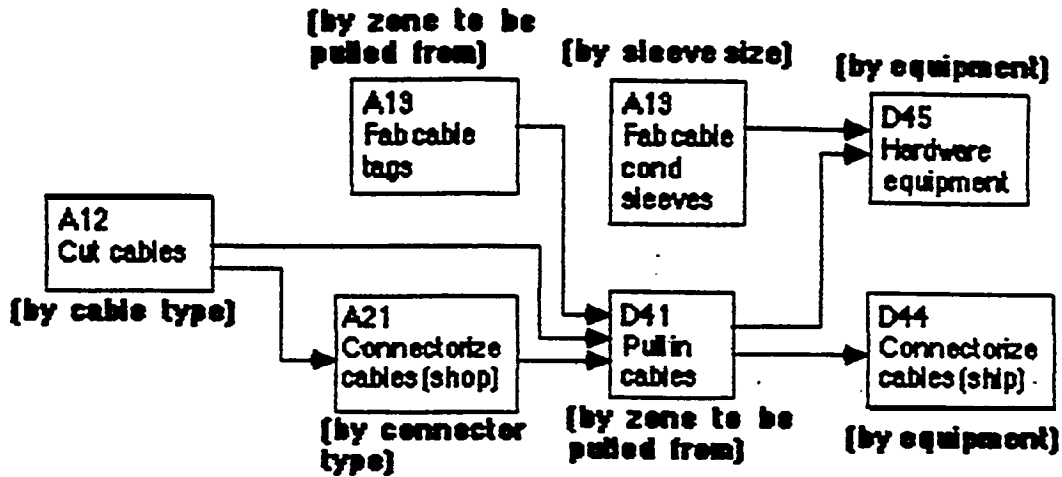 [by zone to be
pulled from]
[by sleeve size]
[by equipment]
A13
Fab cable
tags
A13
Fab cable
cond
sleeves
D45
Hardware
equipment
A12
Cut cables
[by cable type]
A21
Connectorize
cables [shop]
[by connector
type]
D41
Pull in
cables
[by zone to be
pulled from]
D44
Connectorize
cables [ship]
[by equipment]